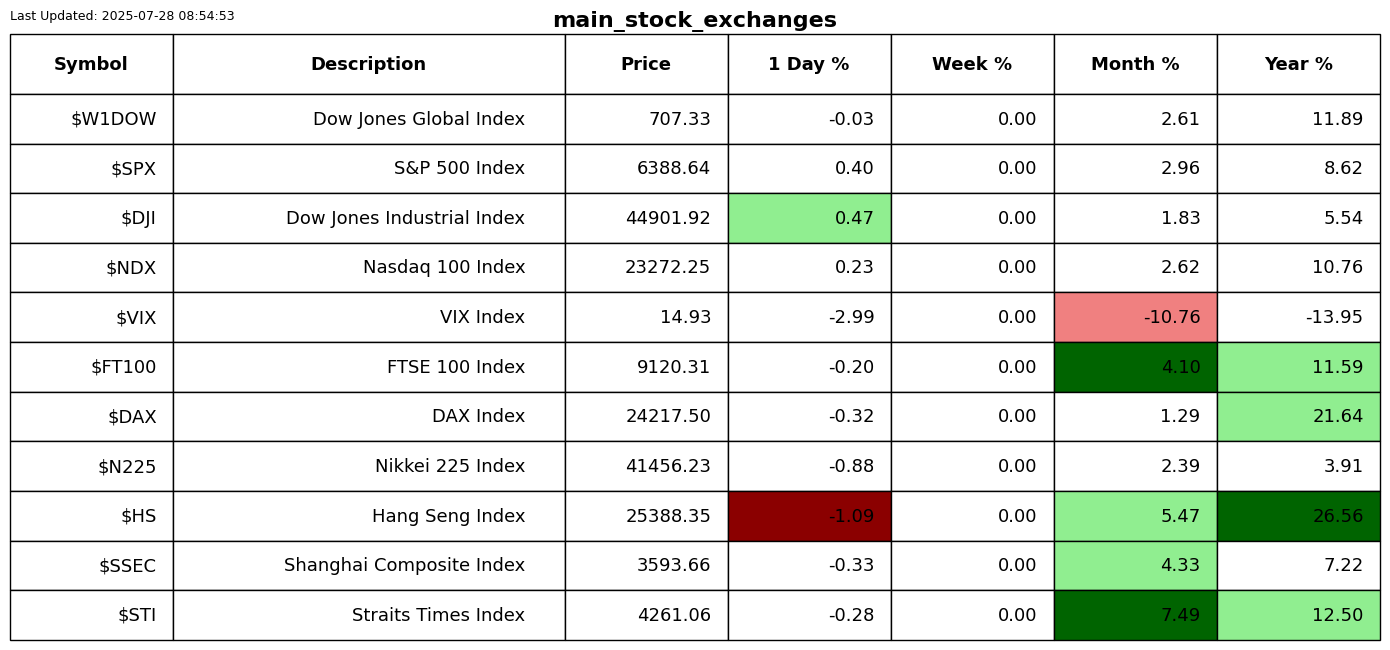 Last Updated: 2025-07-28 08:54:53
main_stock_exchanges
Symbol Description Price 1 Day % Week % Month % Year %
$W1DOW Dow Jones Global Index 707.33 -0.03 0.00 2.61 11.89
$SPX S&P 500 Index 6388.64 0.40 0.00 2.96 8.62
$DJI Dow Jones Industrial Index 44901.92 0.47 0.00 1.83 5.54
$NDX Nasdaq 100 Index 23272.25 0.23 0.00 2.62 10.76
$VIX VIX Index 14.93 -2.99 0.00 -10.76 -13.95
$FT100 FTSE 100 Index 9120.31 -0.20 0.00 4.10 11.59
$DAX DAX Index 24217.50 -0.32 0.00 1.29 21.64
$N225 Nikkei 225 Index 41456.23 -0.88 0.00 2.39 3.91
$HS Hang Seng Index 25388.35 -1.09 0.00 5.47 26.56
$SSEC Shanghai Composite Index 3593.66 -0.33 0.00 4.33 7.22
$STI Straits Times Index 4261.06 -0.28 0.00 7.49 12.50